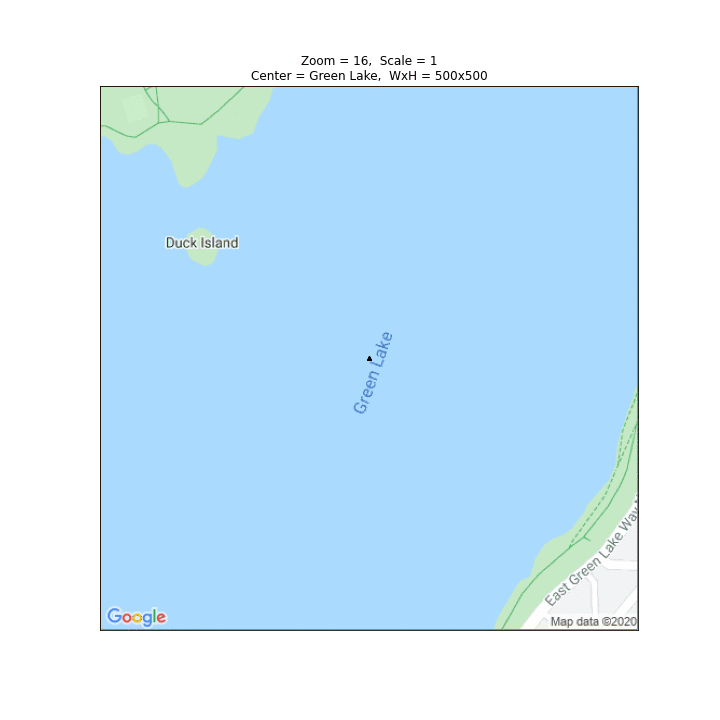 Zoom = 16,  Scale = 1
Center = Green Lake,  WxH = 500x500
Duck Island
Green Lake
East Green Lake Way
Google
Map data ©2020